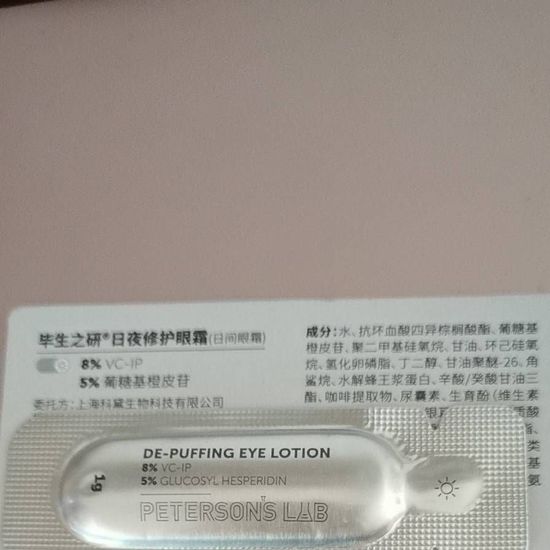 毕生之研®日夜修护眼霜(日间眼霜)
8% VC-IP
5% 葡糖基橙皮苷
委托方：上海科黛生物科技有限公司
成分：水、抗坏血酸四异棕榈酸酯、葡糖基
橙皮苷、聚二甲基硅氧烷、甘油、环己硅氧
烷、氢化卵磷脂、丁二醇、甘油聚醚-26、角
鲨烷、水解蜂王浆蛋白、辛酸/癸酸甘油三
酯、咖啡提取物、尿囊素、生育酚（维生素
类
基
氨
DE-PUFFING EYE LOTION
8% VC-IP
5% GLUCOSYL HESPERIDIN
PETERSON'S LAB
1g